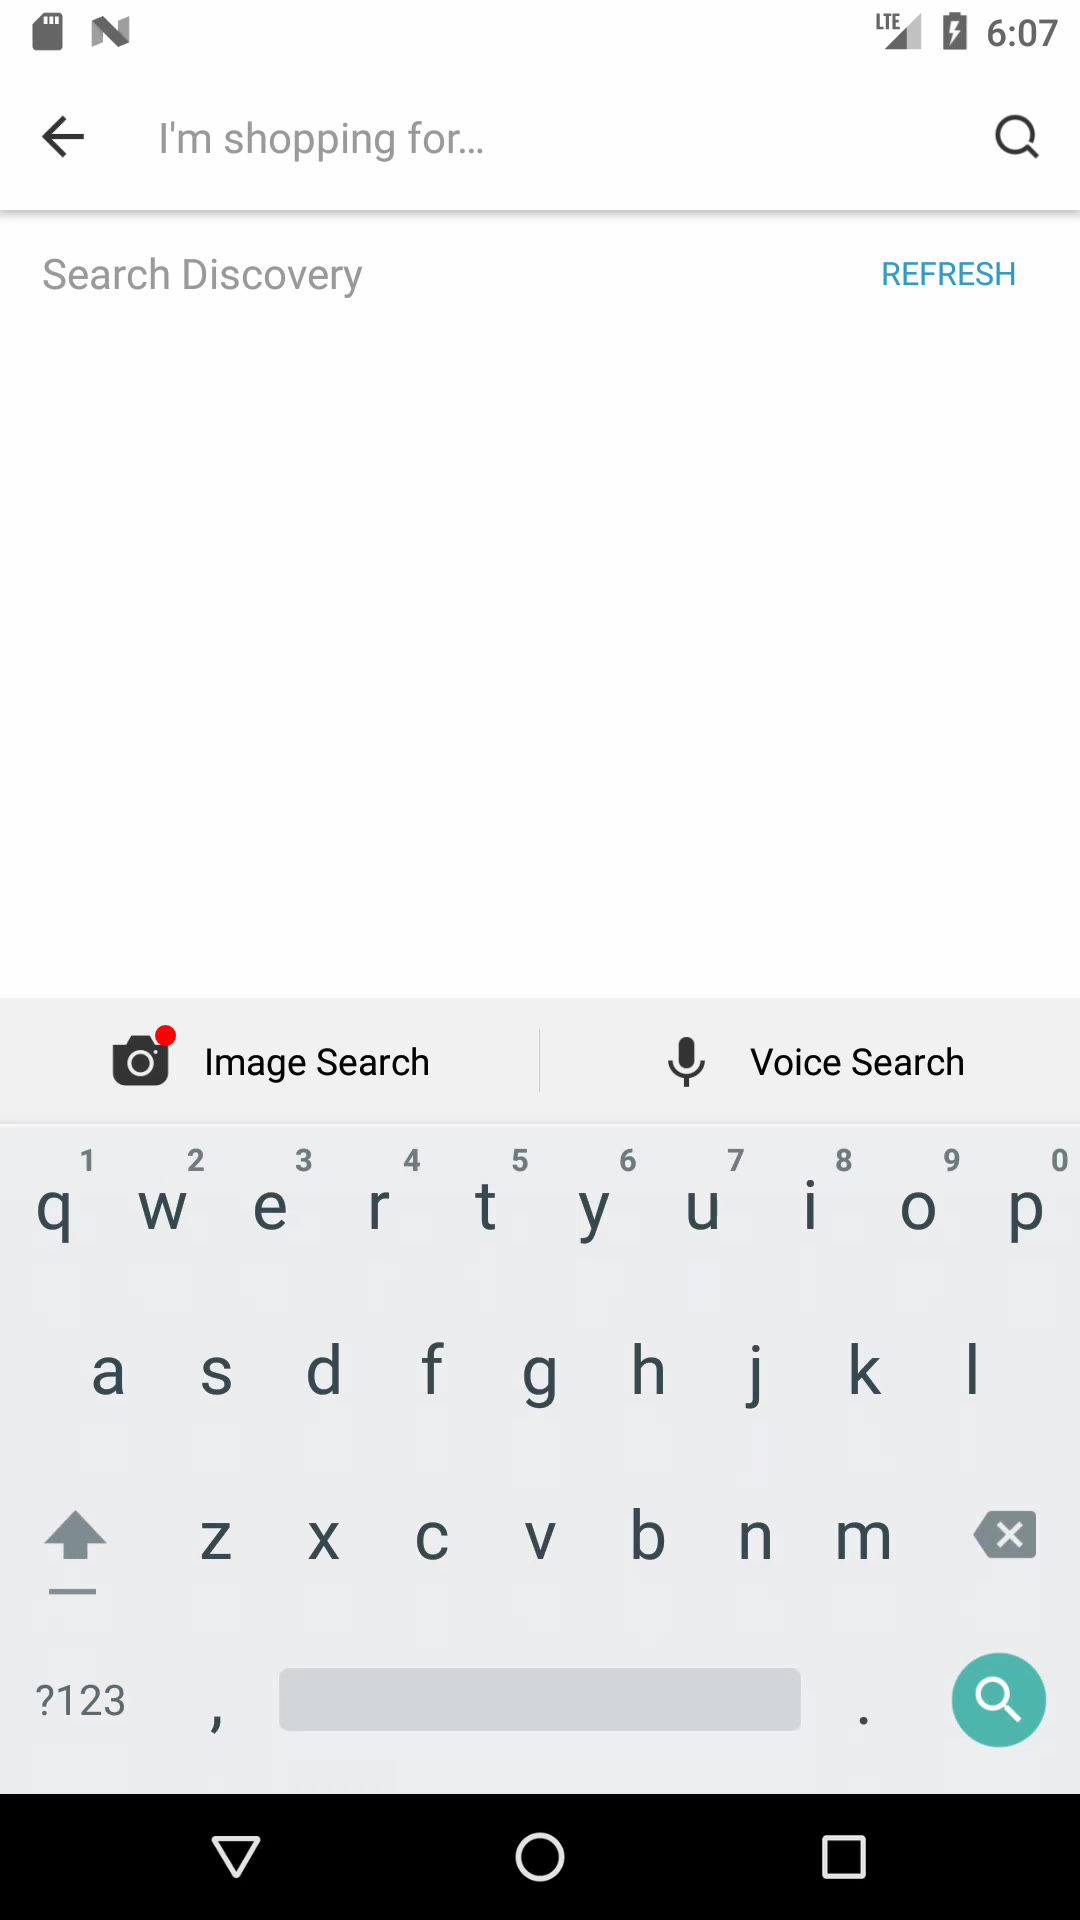 LTE 6:07
I'm shopping for...
Search Discovery REFRESH
Image Search Voice Search
1 2 3 4 5 6 7 8 9 0
q w e r t y u i o p
a s d f g h j k l
z x c v b n m
?123 , .